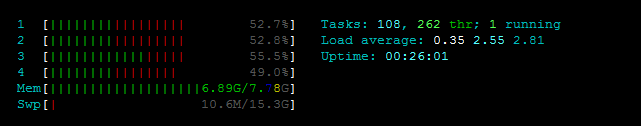 1 [||||||||||||||||||| 52.7%] Tasks: 108, 262 thr; 1 running
2 [||||||||||||||||||| 52.8%] Load average: 0.35 2.55 2.81
3 [||||||||||||||||||| 55.5%] Uptime: 00:26:01
4 [|||||||||||||||||| 49.0%]
Mem[|||||||||||||||||||||6.89G/7.78G]
Swp[| 10.6M/15.3G]